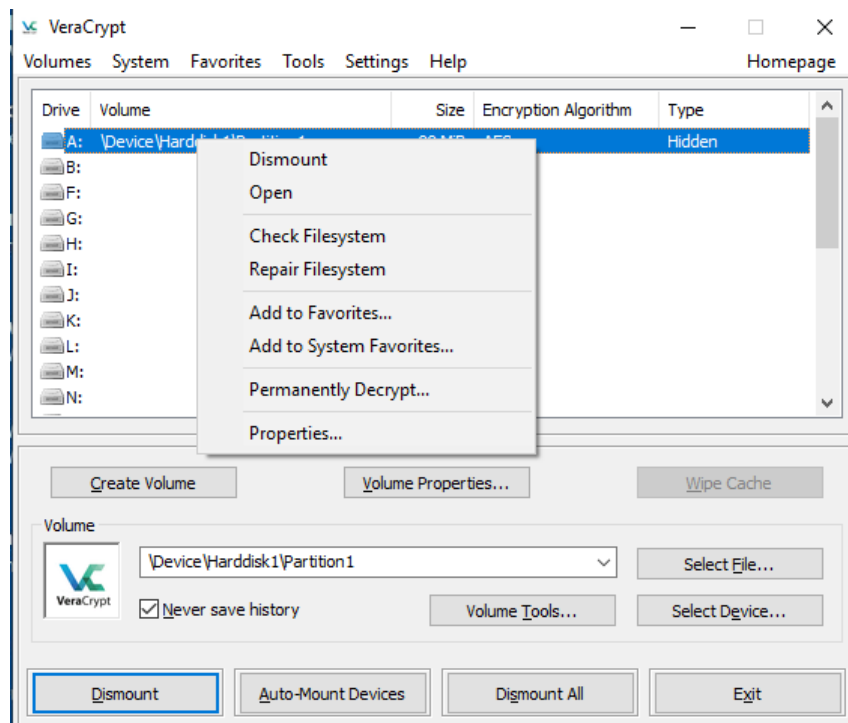 VeraCrypt
Volumes System Favorites Tools Settings Help Homepage
Drive Volume Size Encryption Algorithm Type
A: \Device\Hard Hidden
B:
F:
G:
H:
I:
J:
K:
L:
M:
N:
Dismount
Open
Check Filesystem
Repair Filesystem
Add to Favorites...
Add to System Favorites...
Permanently Decrypt...
Properties...
Create Volume Volume Properties... Wipe Cache
Volume
VeraCrypt
\Device\Harddisk1\Partition1 Select File...
Never save history Volume Tools... Select Device...
Dismount Auto-Mount Devices Dismount All Exit